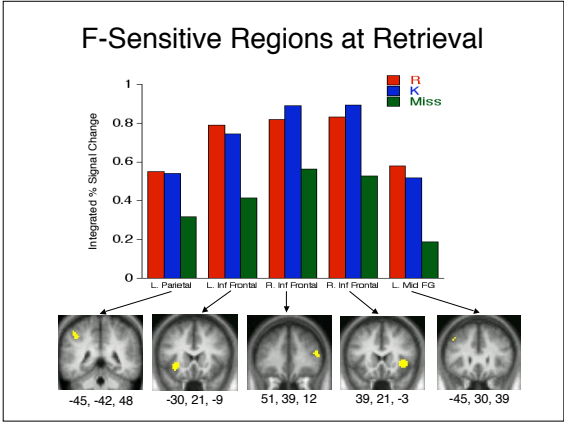 F-Sensitive Regions at Retrieval
R
K
Miss
Integrated % Signal Change
1
0.8
0.6
0.4
0.2
0
L. Parietal L. Inf Frontal R. Inf Frontal R. Inf Frontal L. Mid FG
-45, -42, 48 -30, 21, -9 51, 39, 12 39, 21, -3 -45, 30, 39